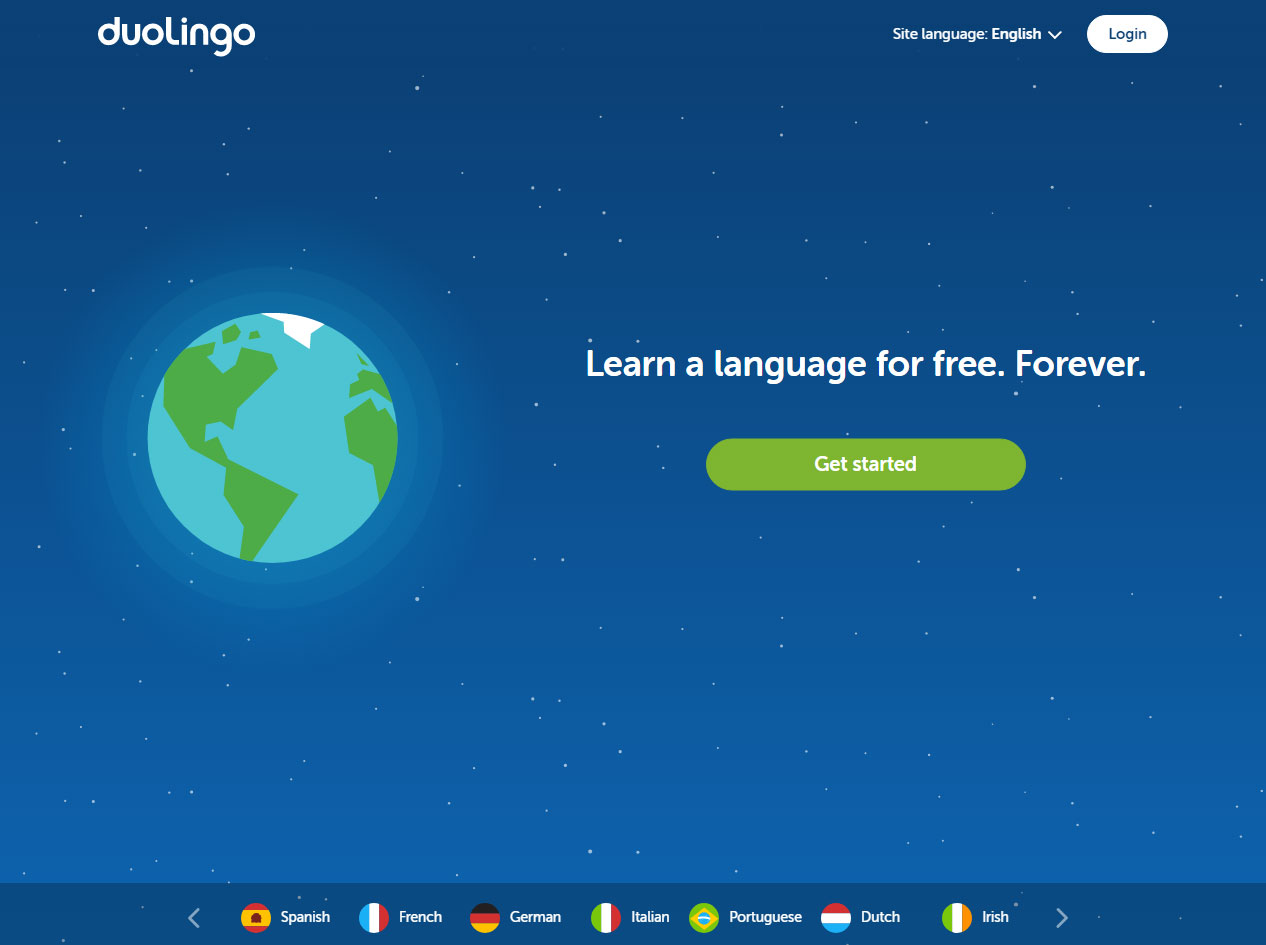 duolingo
Site language: English
Login
Learn a language for free. Forever.
Get started
Spanish French German Italian Portuguese Dutch Irish